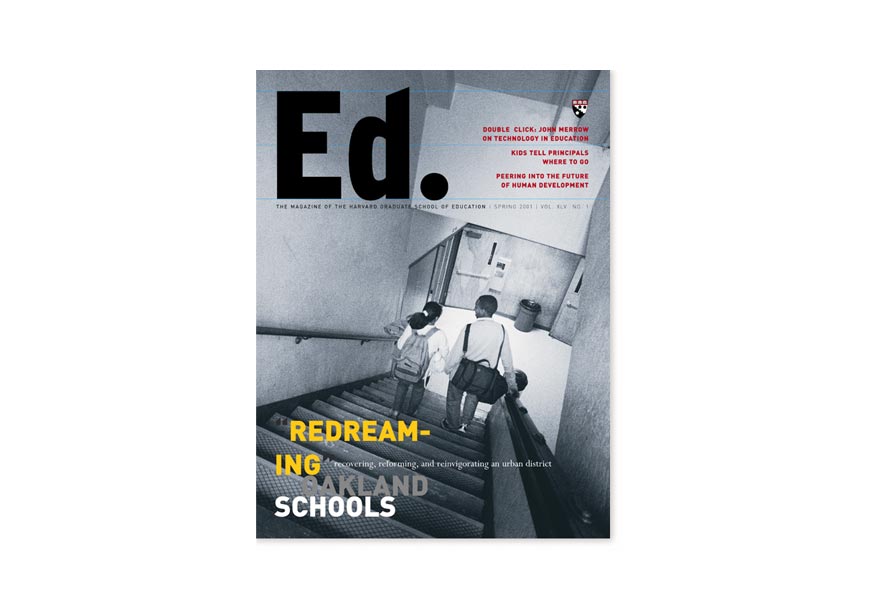 Ed.
DOUBLE CLICK: JOHN MERROW
ON TECHNOLOGY IN EDUCATION
KIDS TELL PRINCIPALS
WHERE TO GO
PEERING INTO THE FUTURE
OF HUMAN DEVELOPMENT
THE MAGAZINE OF THE HARVARD GRADUATE SCHOOL OF EDUCATION | SPRING 2001 | VOL. XLV NO. 1
REDREAM-
ING
recovering, reforming, and reinvigorating an urban district
OAKLAND
SCHOOLS